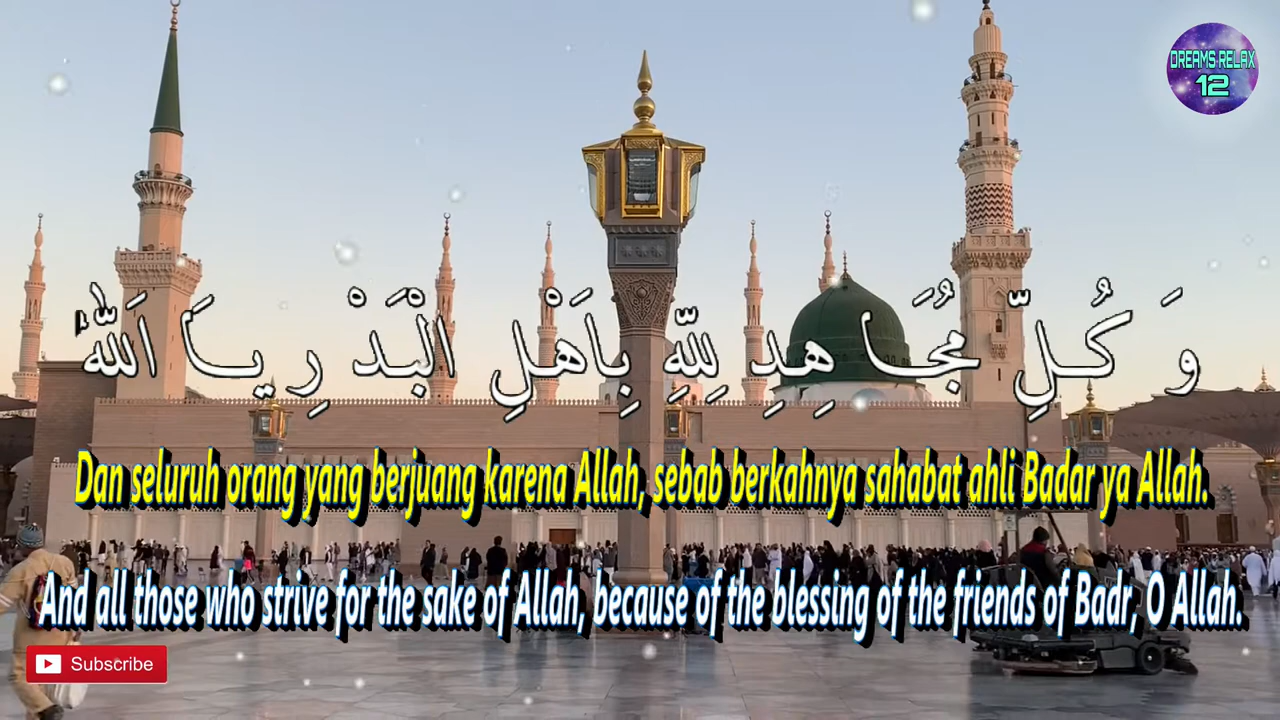 DREAMS RELAX
12
وَ كُلِّ مُجَا هِدِ لِلّٰهِ بِاَهْلِ الْبَدْ رِ يَا اَللّٰهُ
Dan seluruh orang yang berjuang karena Allah, sebab berkahnya sahabat ahli Badar ya Allah.
And all those who strive for the sake of Allah, because of the blessing of the friends of Badr, O Allah.
Subscribe